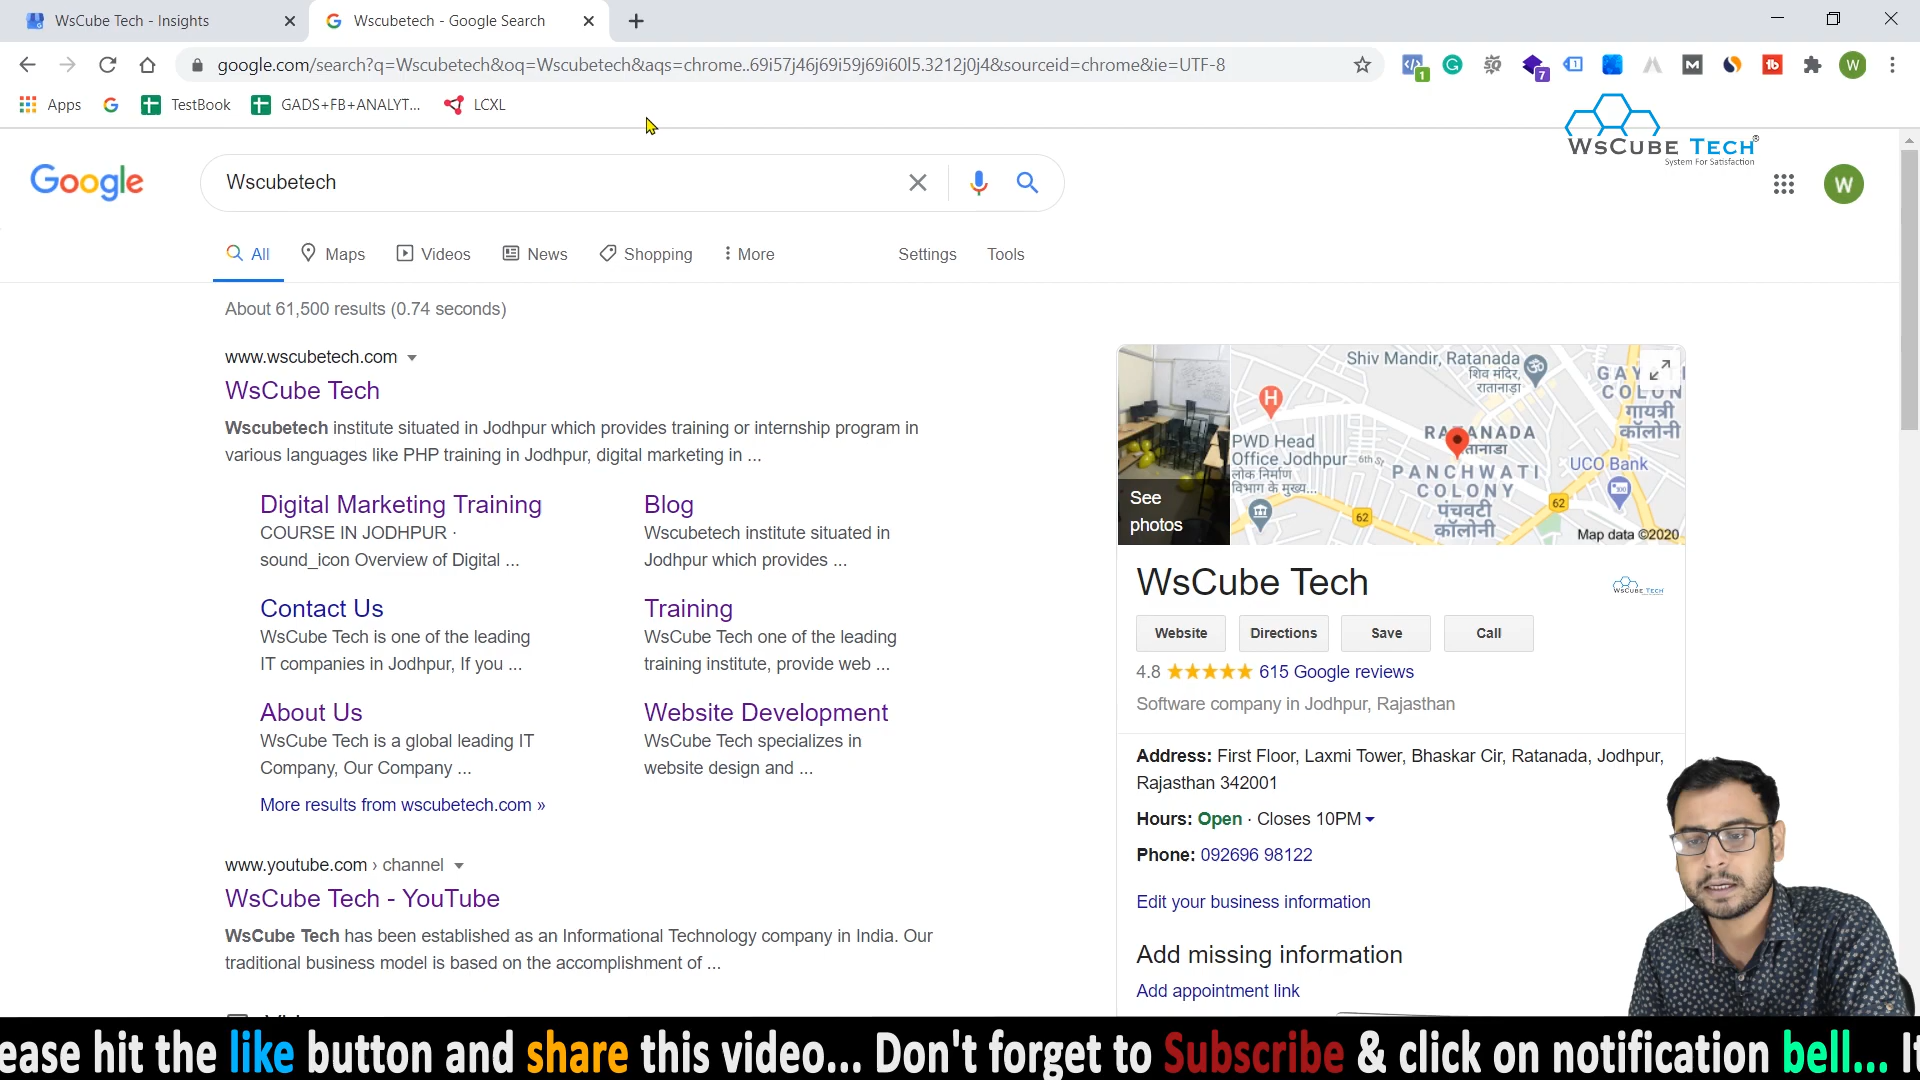 WsCube Tech - Insights
Wscubetech - Google Search
google.com/search?q=Wscubetech&oq=Wscubetech&aqs=chrome..69i57j46j69i59j69i60l5.3212j0j4&sourceid=chrome&ie=UTF-8
Apps
TestBook
GADS+FB+ANALYT...
LCXL
WSCUBE TECH®
System For Satisfaction
Google
Wscubetech
W
All
Maps
Videos
News
Shopping
More
Settings
Tools
About 61,500 results (0.74 seconds)
www.wscubetech.com
WsCube Tech
Wscubetech institute situated in Jodhpur which provides training or internship program in
various languages like PHP training in Jodhpur, digital marketing in ...
Digital Marketing Training
COURSE IN JODHPUR ·
sound_icon Overview of Digital ...
Blog
Wscubetech institute situated in
Jodhpur which provides ...
Contact Us
WsCube Tech is one of the leading
IT companies in Jodhpur, If you ...
Training
WsCube Tech one of the leading
training institute, provide web ...
About Us
WsCube Tech is a global leading IT
Company, Our Company ...
Website Development
WsCube Tech specializes in
website design and ...
More results from wscubetech.com »
www.youtube.com › channel
WsCube Tech - YouTube
WsCube Tech has been established as an Informational Technology company in India. Our
traditional business model is based on the accomplishment of ...
See
photos
Shiv Mandir, Ratanada
शिव मंदिर,
रातानाड़ा
COLON
गायत्री
कॉलोनी
PWD Head
Office Jodhpur
लोक निर्माण
विभाग के मुख्य...
6th St
PANCHWATI
COLONY
पंचवटी
कॉलोनी
UCO Bank
62
62
Map data ©2020
WsCube Tech
WSCUBE TECH
Website
Directions
Save
Call
4.8
615 Google reviews
Software company in Jodhpur, Rajasthan
Address: First Floor, Laxmi Tower, Bhaskar Cir, Ratanada, Jodhpur,
Rajasthan 342001
Hours: Open · Closes 10PM
Phone: 092696 98122
Edit your business information
Add missing information
Add appointment link
ease hit the like button and share this video... Don't forget to Subscribe & click on notification bell...